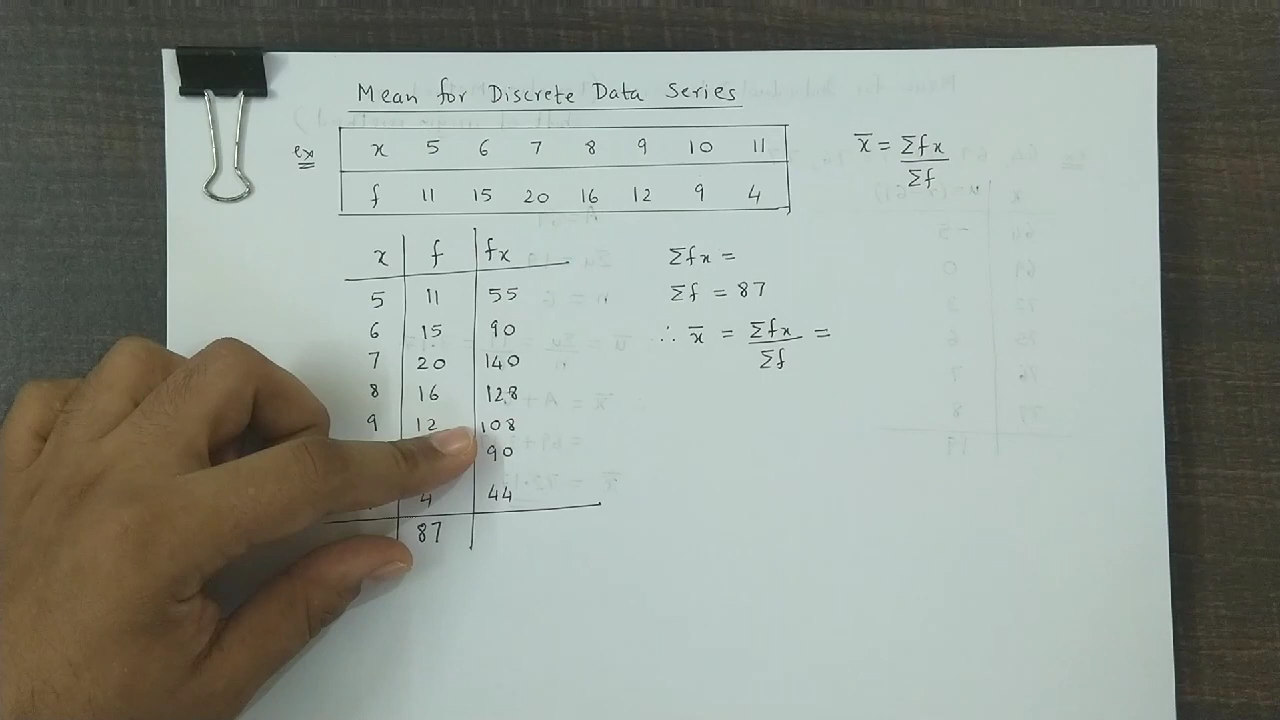 Mean for Discrete Data Series
ex
x 5 6 7 8 9 10 11
f 11 15 20 16 12 9 4
x̄ = Σfx / Σf
x f fx
5 11 55
6 15 90
7 20 140
8 16 128
9 12 108
90
4 44
87
Σfx =
Σf = 87
∴ x̄ = Σfx / Σf =